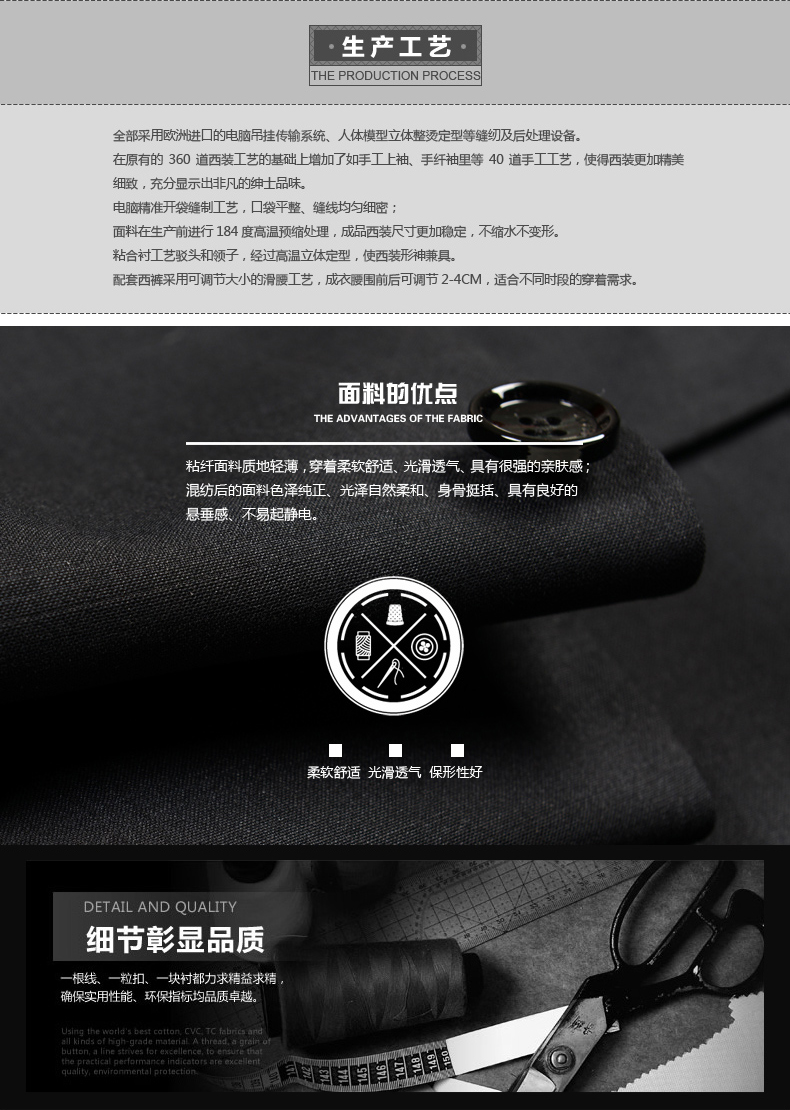 ·生产工艺·
THE PRODUCTION PROCESS
全部采用欧洲进口的电脑吊挂传输系统、人体模型立体整烫定型等缝纫及后处理设备。
在原有的 360 道西装工艺的基础上增加了如手工上袖、手纤袖里等 40 道手工工艺，使得西装更加精美
细致，充分显示出非凡的绅士品味。
电脑精准开袋缝制工艺，口袋平整、缝线均匀细密；
面料在生产前进行 184 度高温预缩处理，成品西装尺寸更加稳定，不缩水不变形。
粘合衬工艺驳头和领子，经过高温立体定型，使西装形神兼具。
配套西裤采用可调节大小的滑腰工艺，成衣腰围前后可调节 2-4CM，适合不同时段的穿着需求。
面料的优点
THE ADVANTAGES OF THE FABRIC
粘纤面料质地轻薄，穿着柔软舒适、光滑透气、具有很强的亲肤感；
混纺后的面料色泽纯正、光泽自然柔和、身骨挺括、具有良好的
悬垂感、不易起静电。
柔软舒适 光滑透气 保形性好
DETAIL AND QUALITY
细节彰显品质
一根线、一粒扣、一块衬都力求精益求精，
确保实用性能、环保指标均品质卓越。
Using the world's best cotton, CVC, TC fabrics and
all kinds of high-grade material. A thread, a grain of
button, a line strives for excellence, to ensure that
the practical performance indicators are excellent
quality, environmental protection.
141 142 143 144 145 146 147 148 149 150